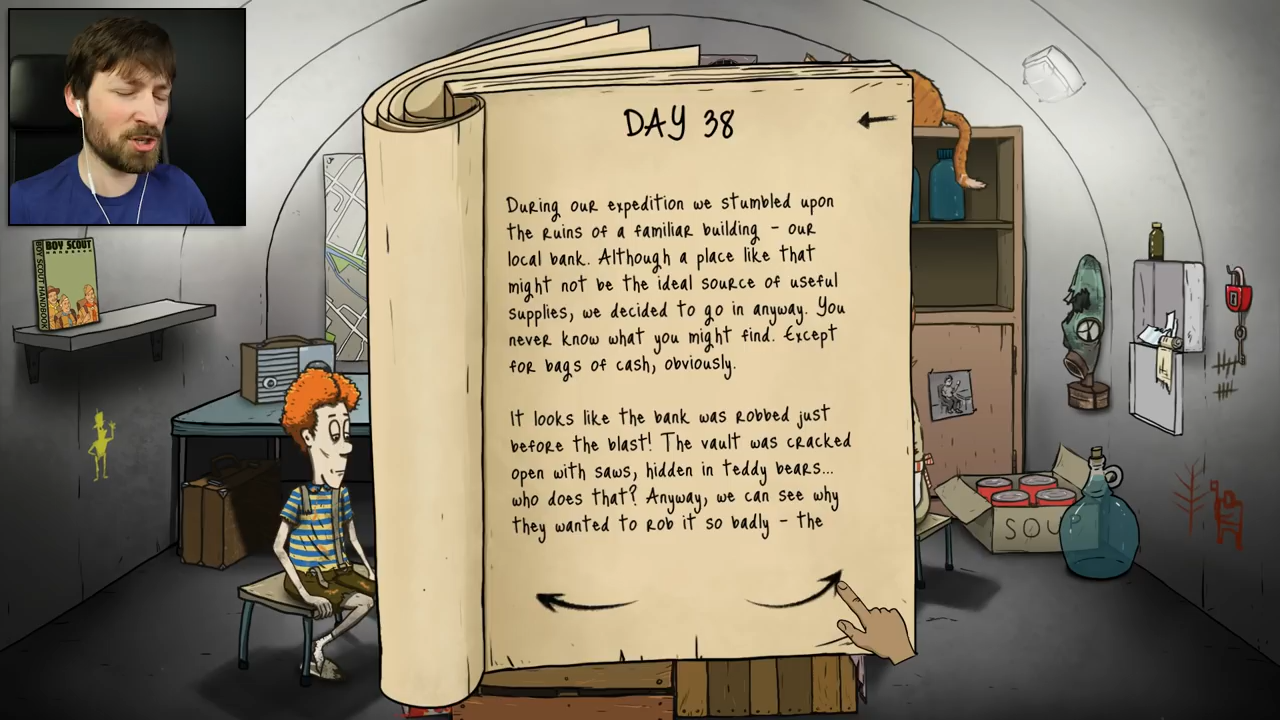 DAY 38
During our expedition we stumbled upon
the ruins of a familiar building - our
local bank. Although a place like that
might not be the ideal source of useful
supplies, we decided to go in anyway. You
never know what you might find. Except
for bags of cash, obviously.
It looks like the bank was robbed just
before the blast! The vault was cracked
open with saws, hidden in teddy bears...
who does that? Anyway, we can see why
they wanted to rob it so badly - the
BOY SCOUT
BOY SCOUT HANDBOOK
SOUP